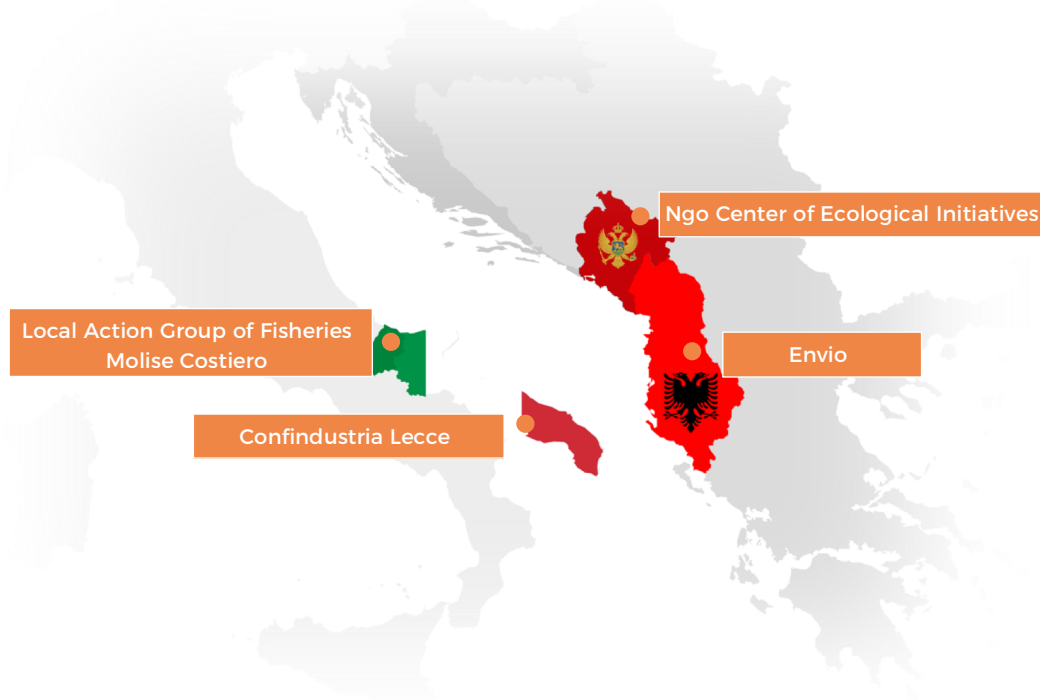 Ngo Center of Ecological Initiatives
Local Action Group of Fisheries
Molise Costiero
Envio
Confindustria Lecce